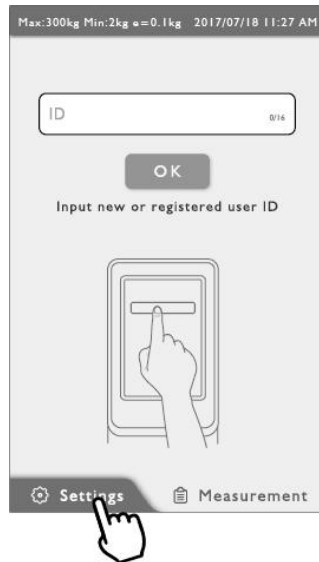 Max:300kg Min:2kg e=0.1kg 2017/07/18 11:27 AM
ID 0/16
OK
Input new or registered user ID
Settings Measurement